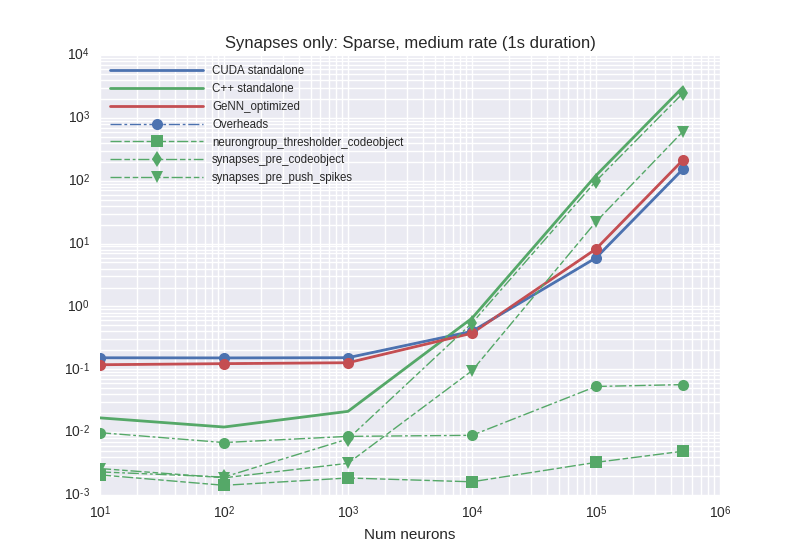 Synapses only: Sparse, medium rate (1s duration)
10^4
10^3
10^2
10^1
10^0
10^-1
10^-2
10^-3
CUDA standalone
C++ standalone
GeNN_optimized
Overheads
neurongroup_thresholder_codeobject
synapses_pre_codeobject
synapses_pre_push_spikes
10^1 10^2 10^3 10^4 10^5 10^6
Num neurons